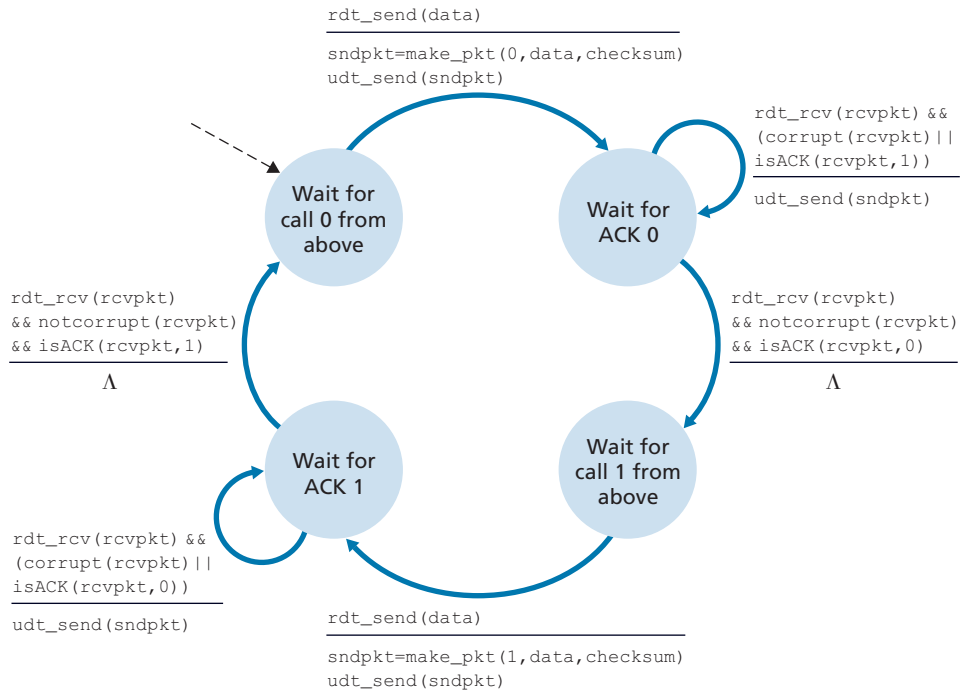 rdt_send(data)
sndpkt=make_pkt(0,data,checksum)
udt_send(sndpkt)
rdt_rcv(rcvpkt) &&
(corrupt(rcvpkt)||
isACK(rcvpkt,1))
udt_send(sndpkt)
Wait for
call 0 from
above
Wait for
ACK 0
rdt_rcv(rcvpkt)
&& notcorrupt(rcvpkt)
&& isACK(rcvpkt,1)
Λ
rdt_rcv(rcvpkt)
&& notcorrupt(rcvpkt)
&& isACK(rcvpkt,0)
Λ
Wait for
ACK 1
Wait for
call 1 from
above
rdt_rcv(rcvpkt) &&
(corrupt(rcvpkt)||
isACK(rcvpkt,0))
udt_send(sndpkt)
rdt_send(data)
sndpkt=make_pkt(1,data,checksum)
udt_send(sndpkt)